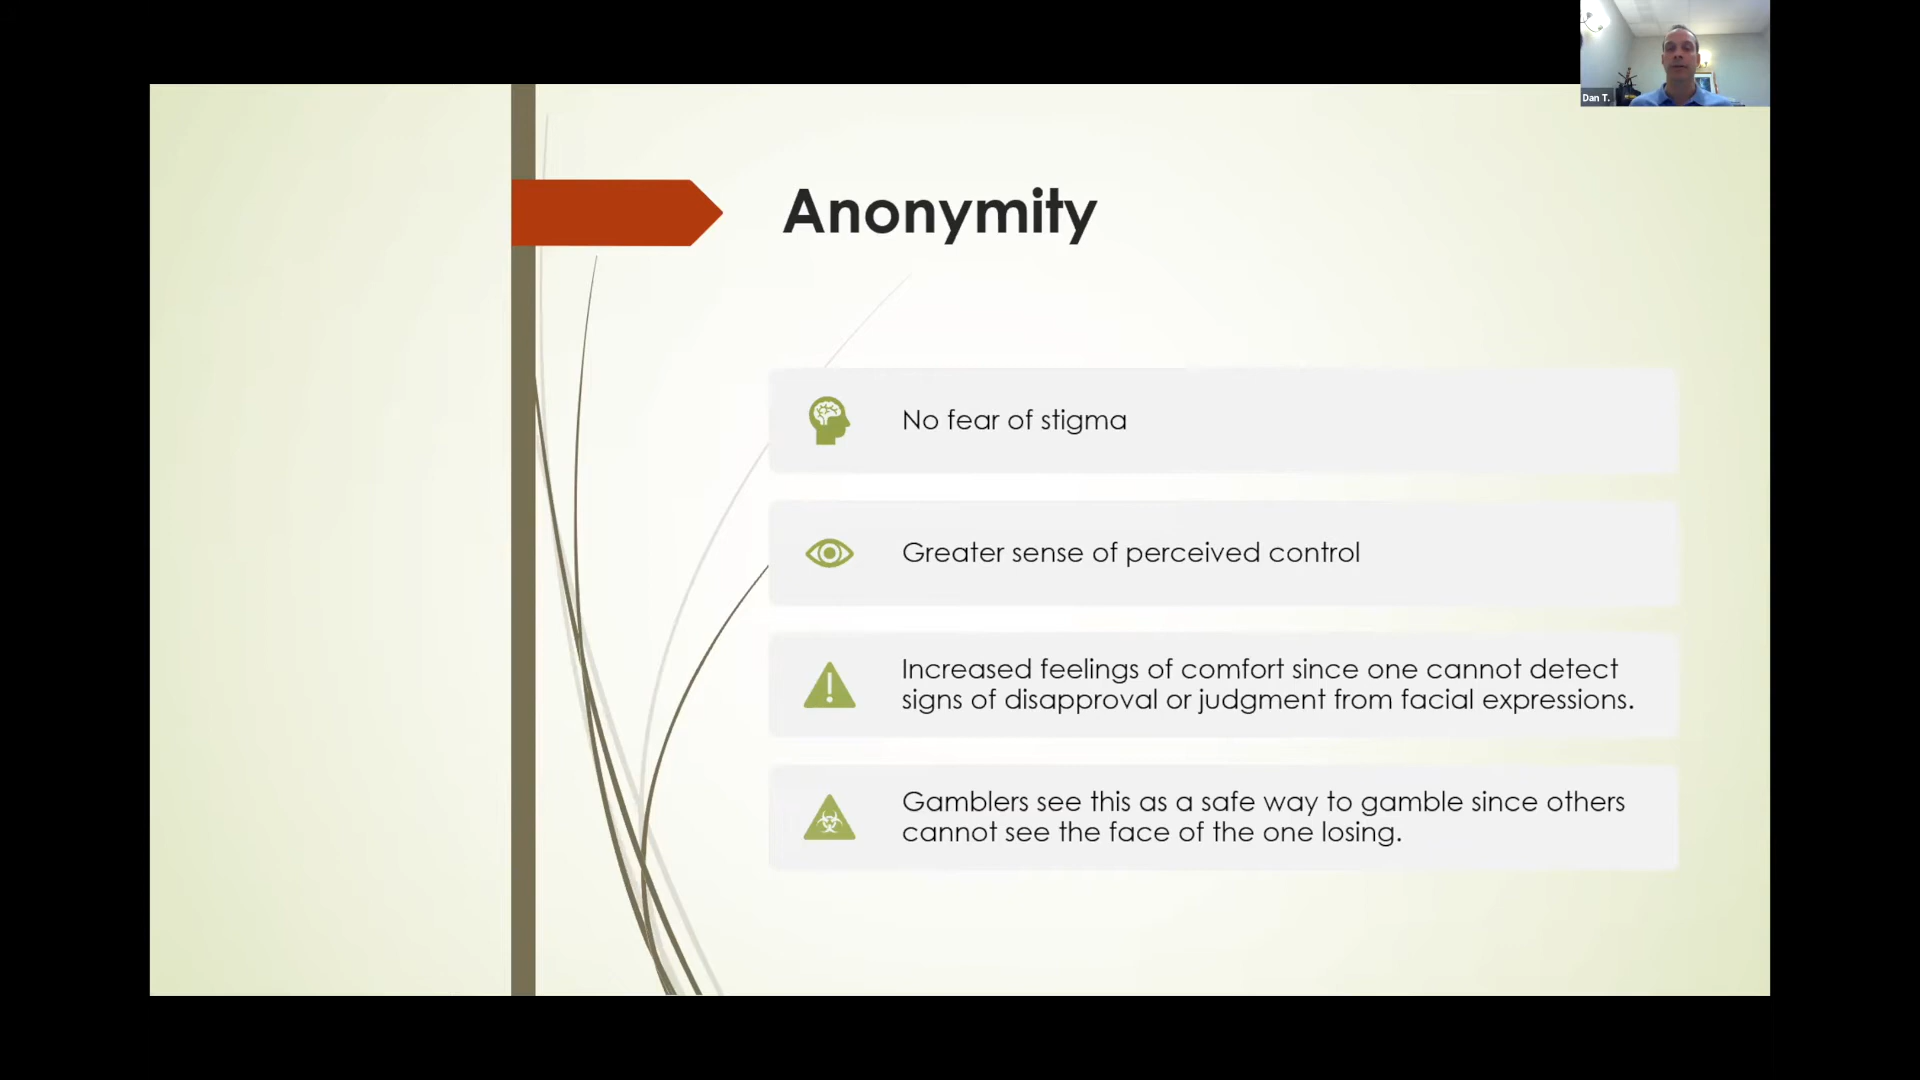 Dan T.
Anonymity
No fear of stigma
Greater sense of perceived control
Increased feelings of comfort since one cannot detect
signs of disapproval or judgment from facial expressions.
Gamblers see this as a safe way to gamble since others
cannot see the face of the one losing.